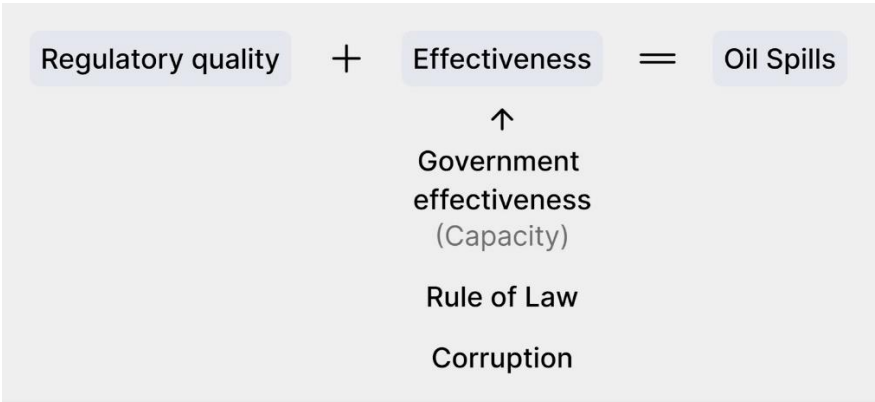 Regulatory quality + Effectiveness = Oil Spills
↑
Government
effectiveness
(Capacity)
Rule of Law
Corruption